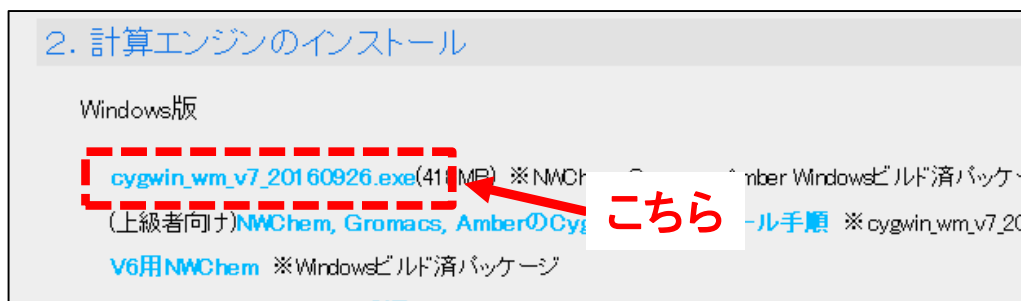 2. 計算エンジンのインストール
Windows版
cygwin_wm_v7_20160926.exe(41 MB) ※NWCh mber Windowsビルド済パッケー
こちら
(上級者向け)NWChem, Gromacs, AmberのCyg ール手順 ※cygwin_wm_v7_20
V6用NWChem ※Windowsビルド済パッケージ